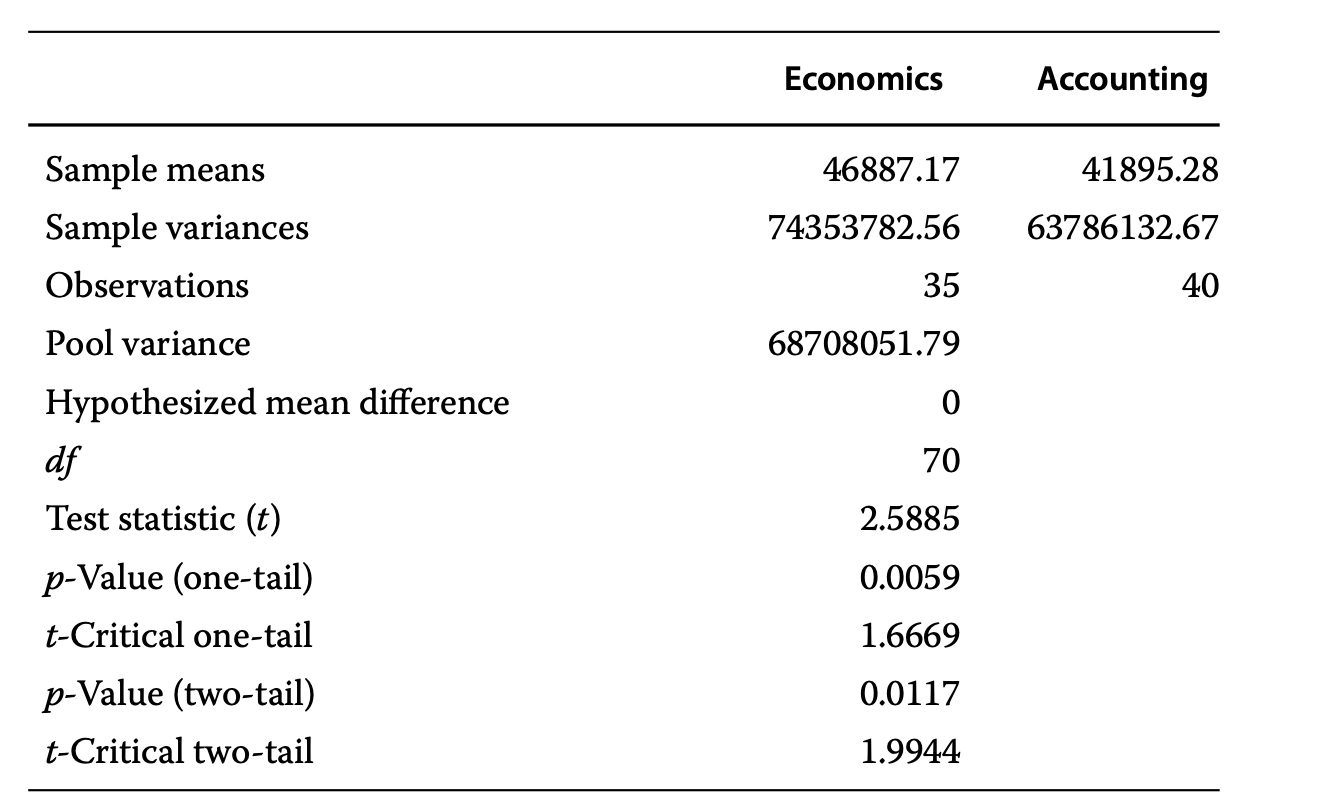 Economics Accounting
Sample means 46887.17 41895.28
Sample variances 74353782.56 63786132.67
Observations 35 40
Pool variance 68708051.79
Hypothesized mean difference 0
df 70
Test statistic (t) 2.5885
p-Value (one-tail) 0.0059
t-Critical one-tail 1.6669
p-Value (two-tail) 0.0117
t-Critical two-tail 1.9944